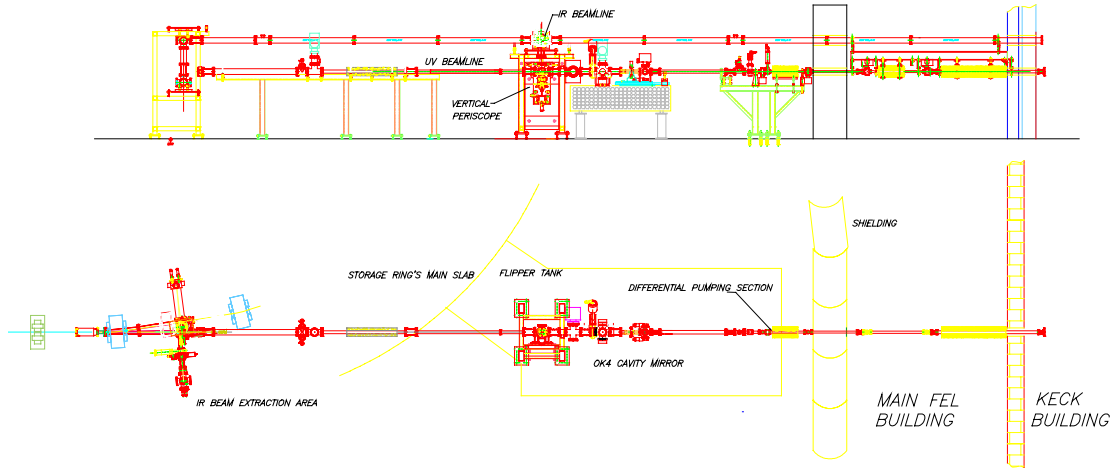 IR BEAMLINE
UV BEAMLINE
VERTICAL
PERISCOPE
SHIELDING
STORAGE RING'S MAIN SLAB
FLIPPER TANK
DIFFERENTIAL PUMPING SECTION
OK4 CAVITY MIRROR
IR BEAM EXTRACTION AREA
MAIN FEL
BUILDING
KECK
BUILDING